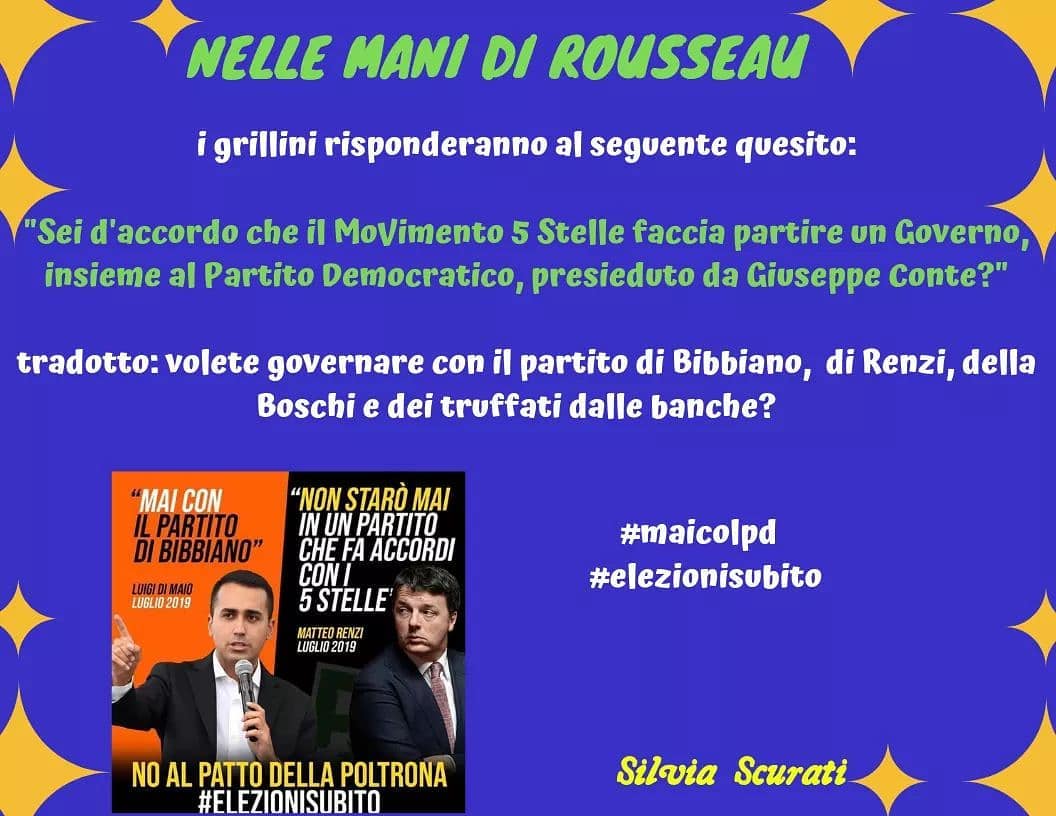 NELLE MANI DI ROUSSEAU
i grillini risponderanno al seguente quesito:
"Sei d'accordo che il MoVimento 5 Stelle faccia partire un Governo,
insieme al Partito Democratico, presieduto da Giuseppe Conte?"
tradotto: volete governare con il partito di Bibbiano, di Renzi, della
Boschi e dei truffati dalle banche?
"MAI CON
IL PARTITO
DI BIBBIANO"
LUIGI DI MAIO
LUGLIO 2019
"NON STARÒ MAI
IN UN PARTITO
CHE FA ACCORDI
CON I
5 STELLE"
MATTEO RENZI
LUGLIO 2019
NO AL PATTO DELLA POLTRONA
#ELEZIONISUBITO
#maicolpd
#elezionisubito
Silvia Scurati